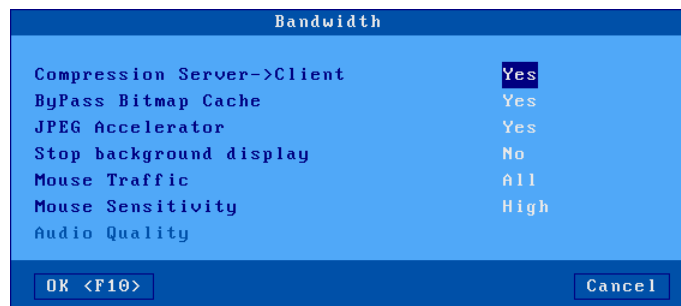 Bandwidth
Compression Server->Client Yes
ByPass Bitmap Cache Yes
JPEG Accelerator Yes
Stop background display No
Mouse Traffic All
Mouse Sensitivity High
Audio Quality
OK <F10> Cancel